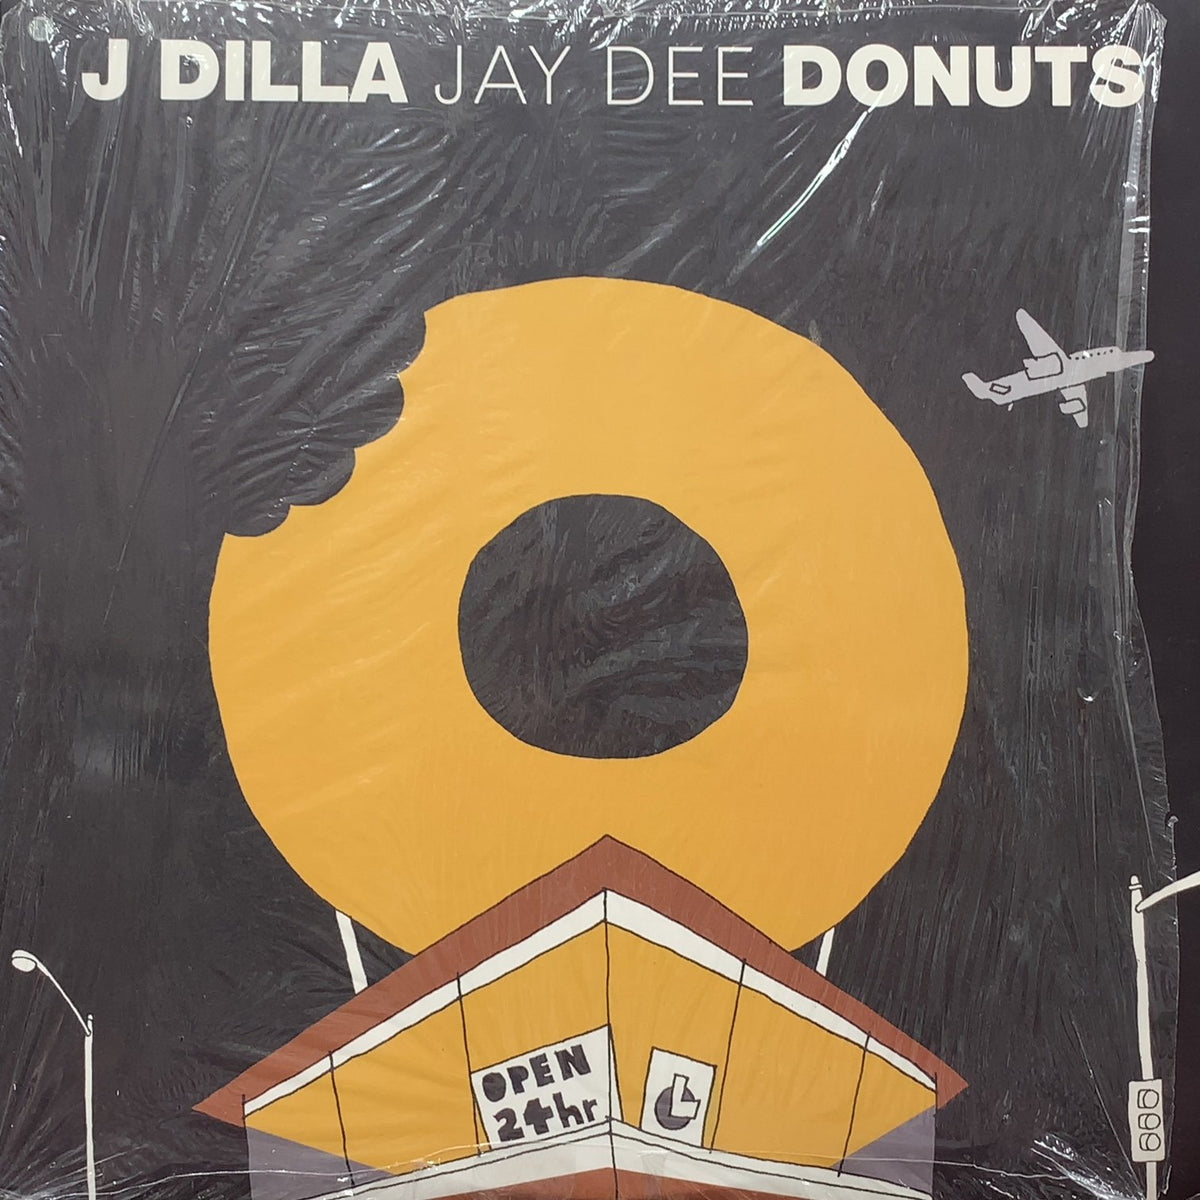 J DILLA JAY DEE DONUTS
OPEN
24hr